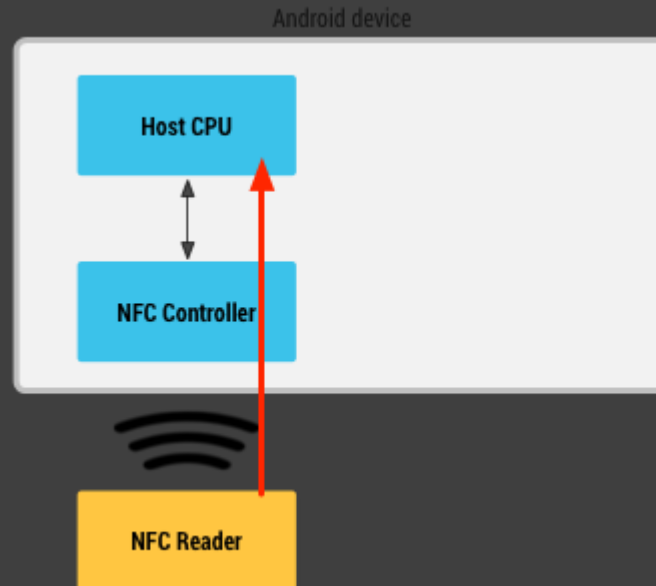 Android device
Host CPU
NFC Controller
NFC Reader